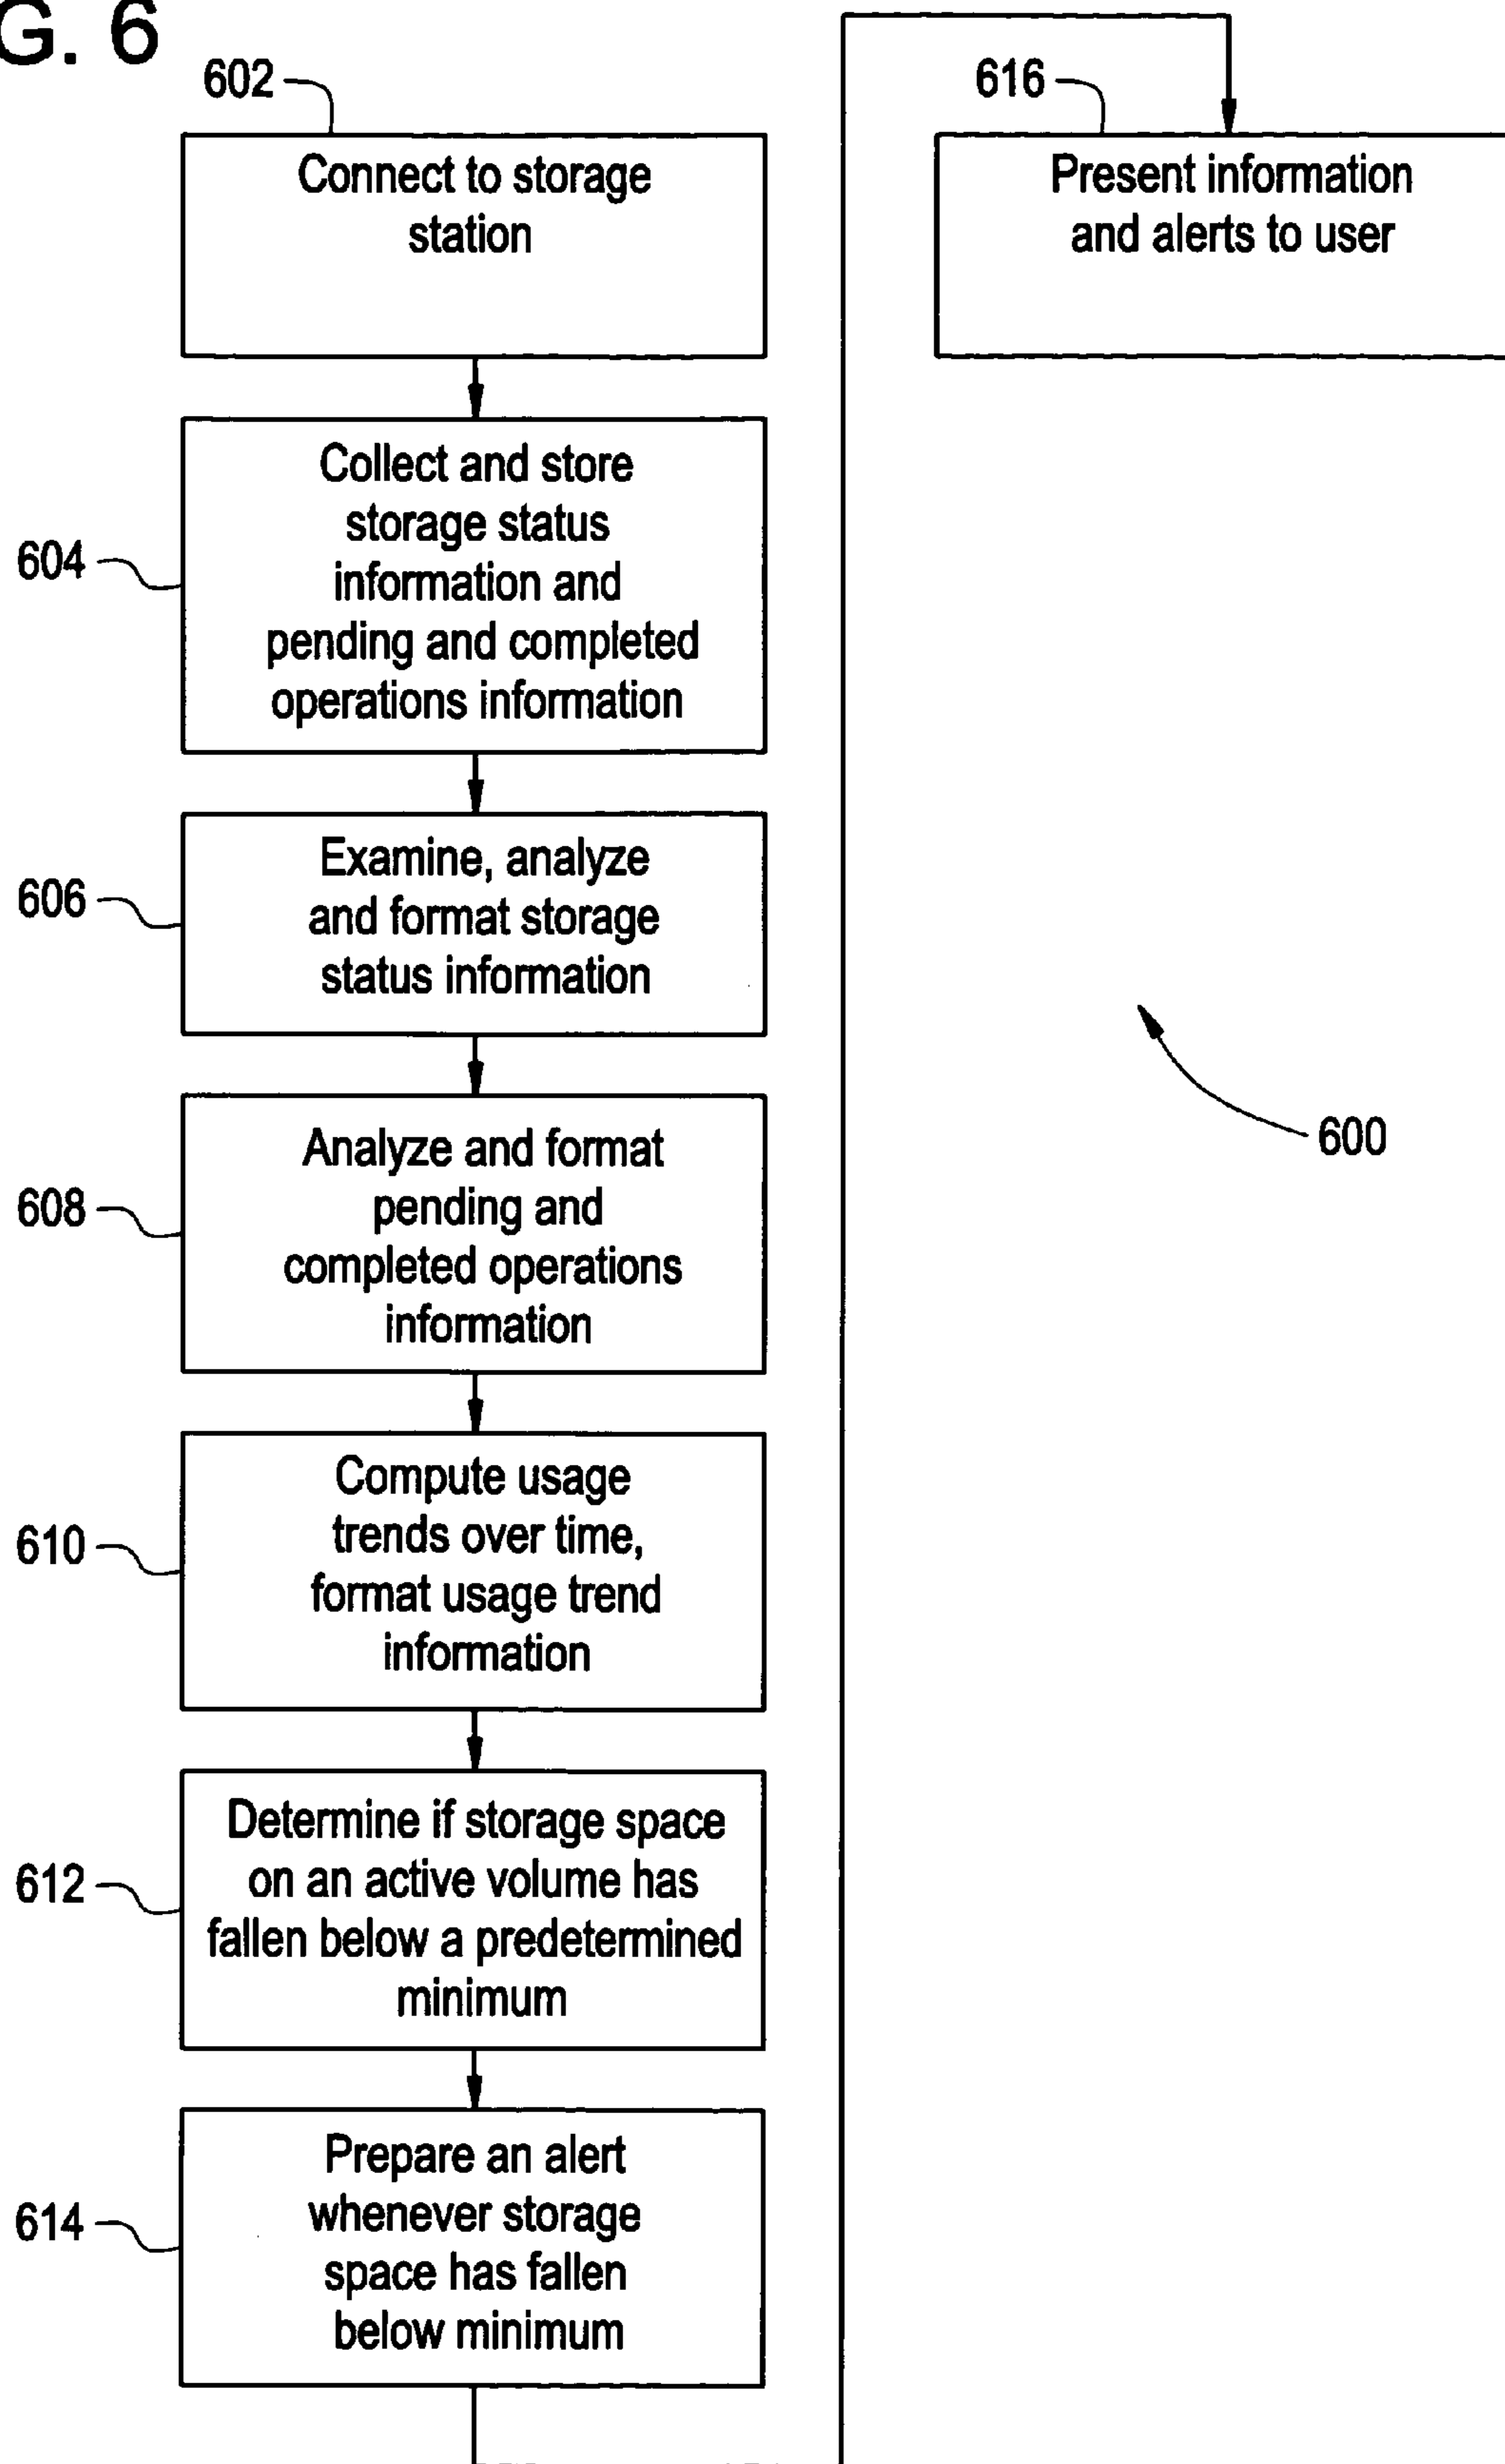 G. 6
602
Connect to storage
station
604
Collect and store
storage status
information and
pending and completed
operations information
606
Examine, analyze
and format storage
status information
608
Analyze and format
pending and
completed operations
information
610
Compute usage
trends over time,
format usage trend
information
612
Determine if storage space
on an active volume has
fallen below a predetermined
minimum
614
Prepare an alert
whenever storage
space has fallen
below minimum
616
Present information
and alerts to user
600